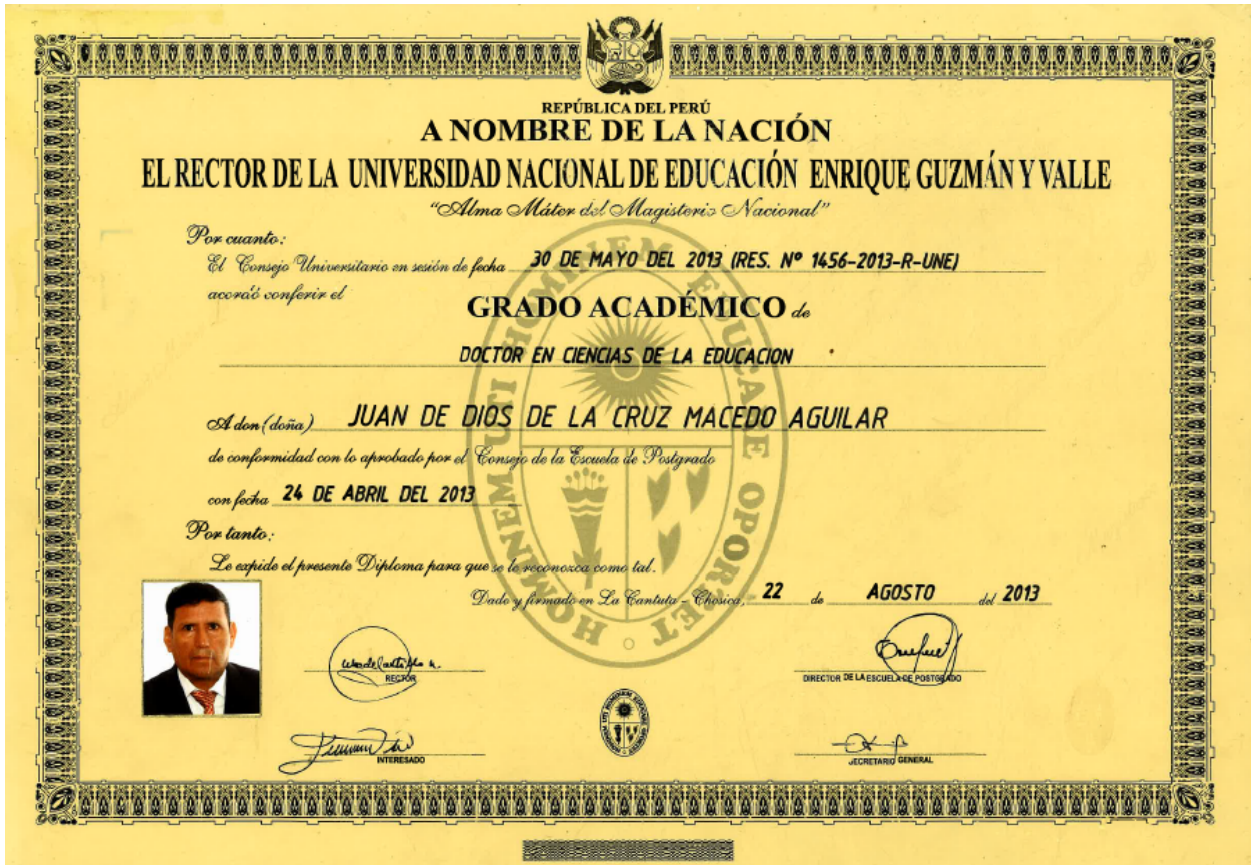 REPÚBLICA DEL PERÚ
A NOMBRE DE LA NACIÓN
EL RECTOR DE LA UNIVERSIDAD NACIONAL DE EDUCACIÓN ENRIQUE GUZMÁN Y VALLE
"Alma Máter del Magisterio Nacional"
Por cuanto:
El Consejo Universitario en sesión de fecha 30 DE MAYO DEL 2013 (RES. Nº 1456-2013-R-UNE)
acordó conferir el
GRADO ACADÉMICO de
DOCTOR EN CIENCIAS DE LA EDUCACION
A don (doña) JUAN DE DIOS DE LA CRUZ MACEDO AGUILAR
de conformidad con lo aprobado por el Consejo de la Escuela de Postgrado
con fecha 24 DE ABRIL DEL 2013
Por tanto:
Se expide el presente Diploma para que se le reconozca como tal.
Dado y firmado en La Cantuta - Chosica, 22 de AGOSTO del 2013
HOMINEM UTI HOMINEM EDUCARE OPORTET
RECTOR
DIRECTOR DE LA ESCUELA DE POSTGRADO
INTERESADO
SECRETARIO GENERAL